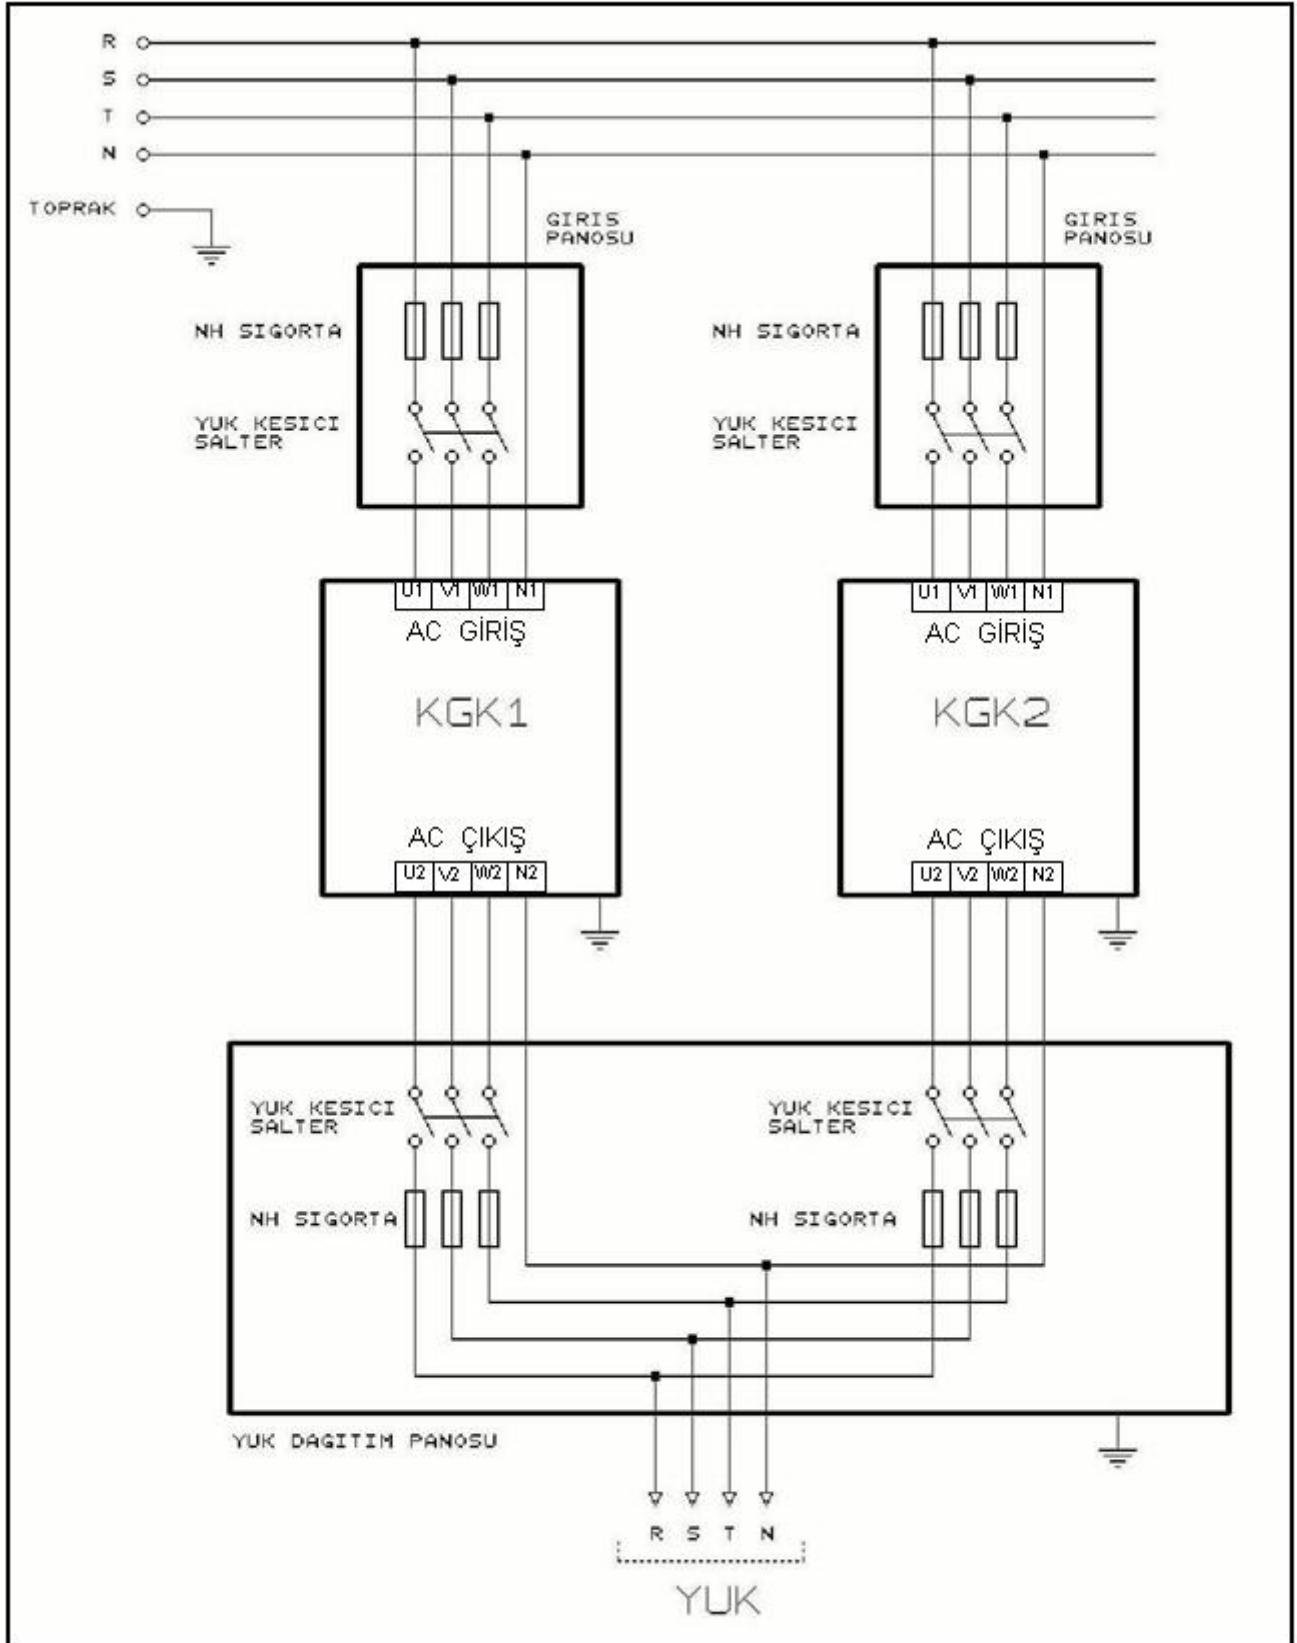 R
S
T
N
TOPRAK
GIRIS
PANOSU
GIRIS
PANOSU
NH SIGORTA
NH SIGORTA
YUK KESICI
SALTER
YUK KESICI
SALTER
U1 V1 W1 N1
U1 V1 W1 N1
AC GİRİŞ
AC GİRİŞ
KGK1
KGK2
AC ÇIKIŞ
AC ÇIKIŞ
U2 V2 W2 N2
U2 V2 W2 N2
YUK KESICI
SALTER
YUK KESICI
SALTER
NH SIGORTA
NH SIGORTA
YUK DAGITIM PANOSU
R S T N
YUK